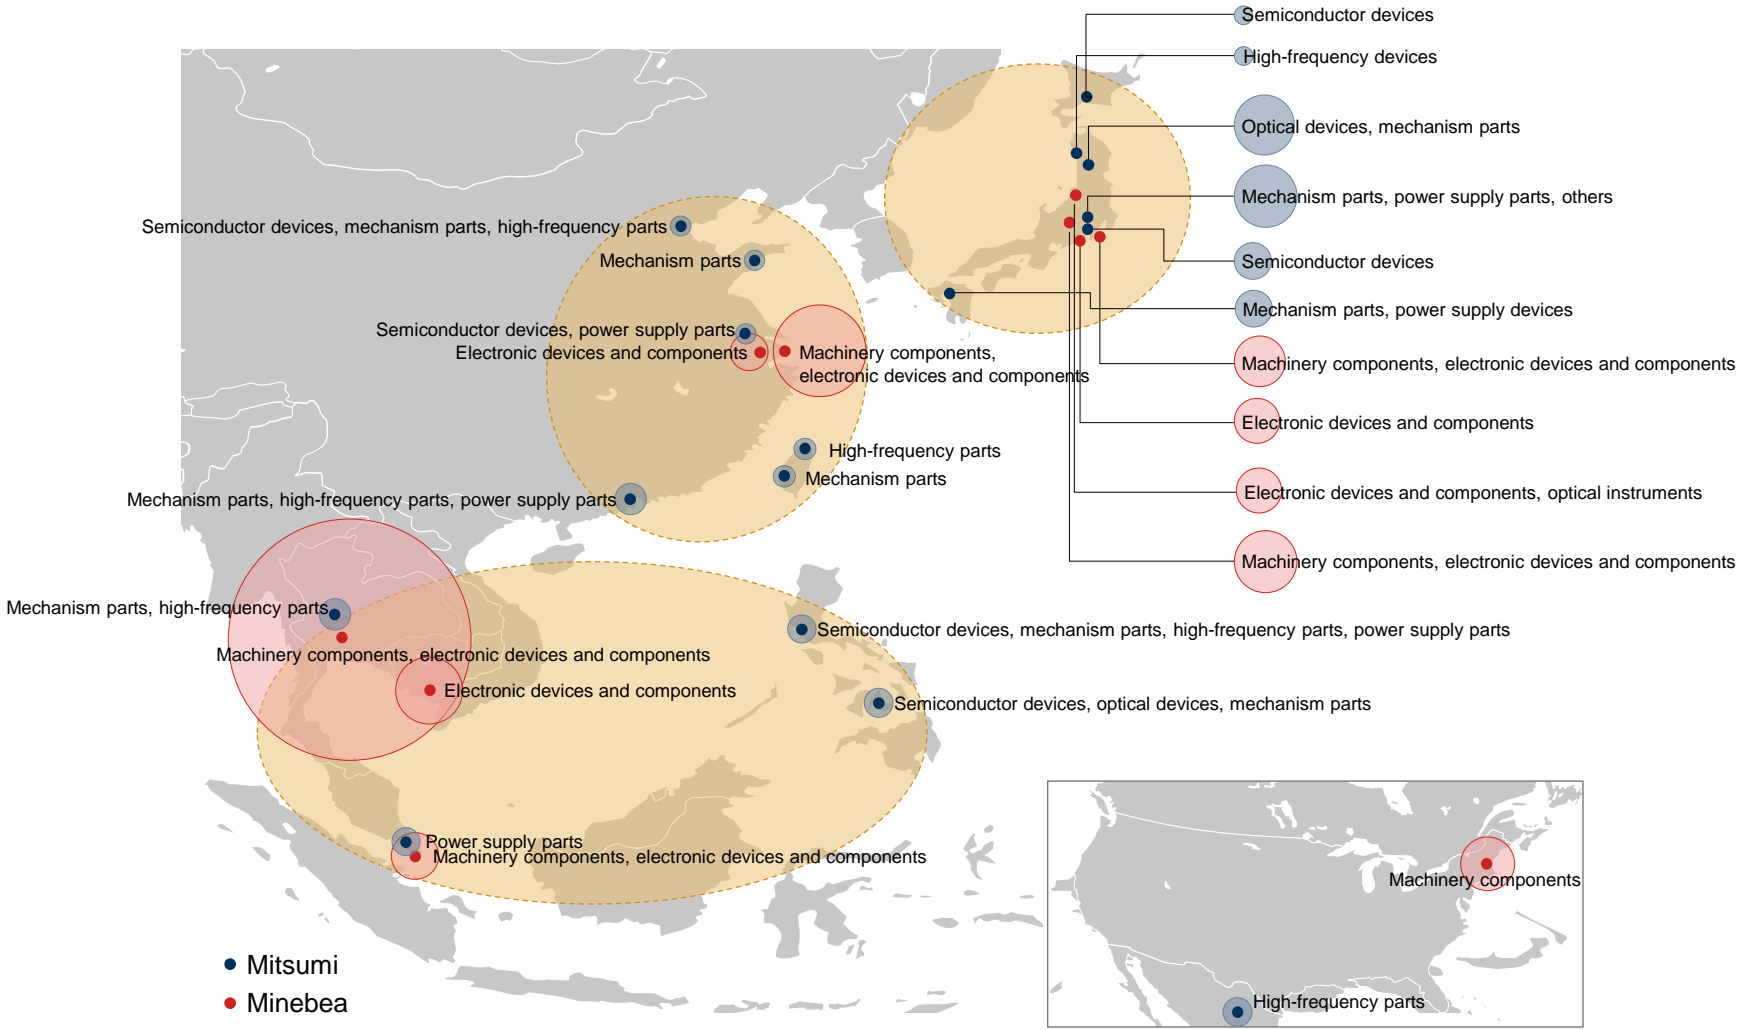 Semiconductor devices
High-frequency devices
Optical devices, mechanism parts
Mechanism parts, power supply parts, others
Semiconductor devices
Mechanism parts, power supply devices
Machinery components, electronic devices and components
Electronic devices and components
Electronic devices and components, optical instruments
Machinery components, electronic devices and components
Semiconductor devices, mechanism parts, high-frequency parts
Mechanism parts
Semiconductor devices, power supply parts
Electronic devices and components
Machinery components,
electronic devices and components
High-frequency parts
Mechanism parts
Mechanism parts, high-frequency parts, power supply parts
Mechanism parts, high-frequency parts
Machinery components, electronic devices and components
Electronic devices and components
Semiconductor devices, mechanism parts, high-frequency parts, power supply parts
Semiconductor devices, optical devices, mechanism parts
Power supply parts
Machinery components, electronic devices and components
Machinery components
High-frequency parts
Mitsumi
Minebea